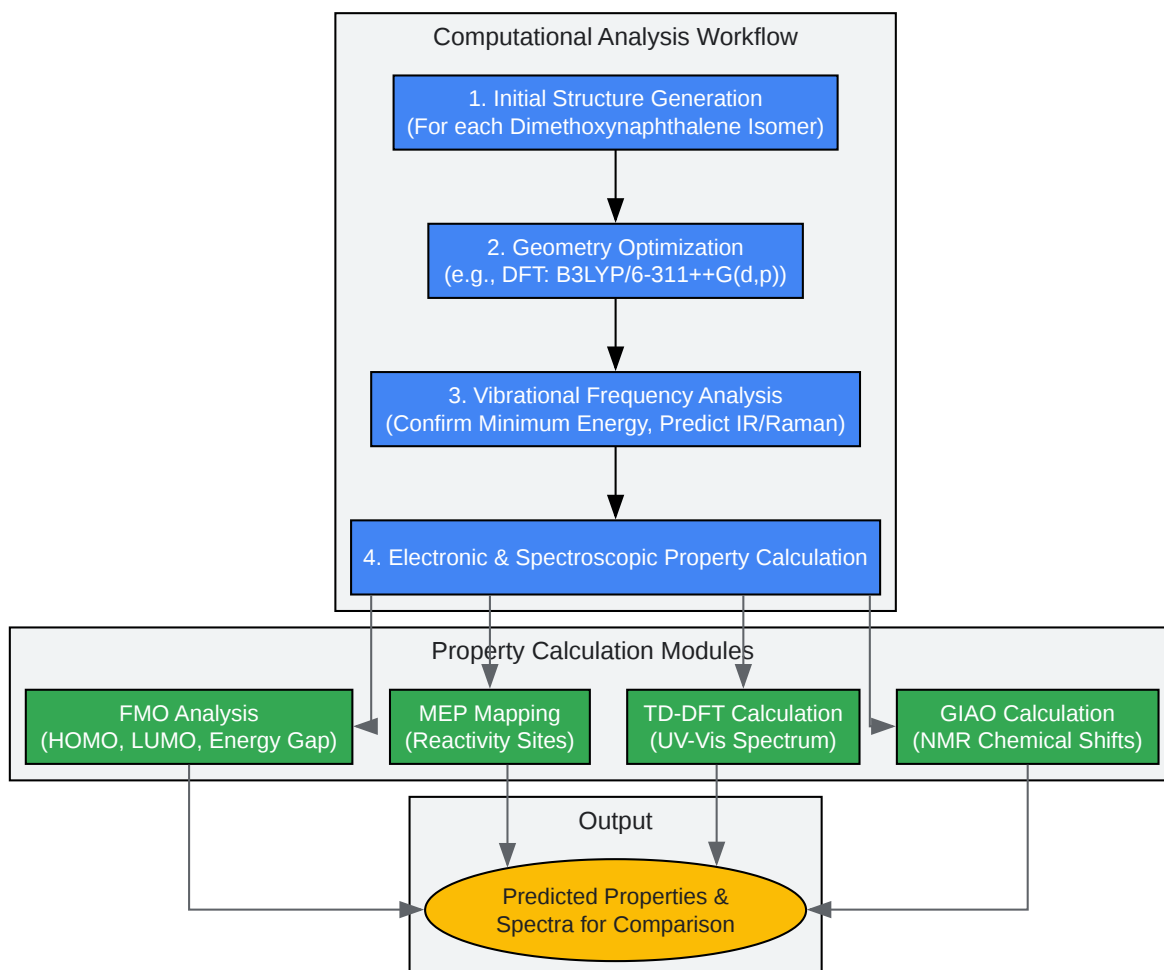 Computational Analysis Workflow
1. Initial Structure Generation
(For each Dimethoxynaphthalene Isomer)
2. Geometry Optimization
(e.g., DFT: B3LYP/6-311++G(d,p))
3. Vibrational Frequency Analysis
(Confirm Minimum Energy, Predict IR/Raman)
4. Electronic & Spectroscopic Property Calculation
Property Calculation Modules
FMO Analysis
(HOMO, LUMO, Energy Gap)
MEP Mapping
(Reactivity Sites)
TD-DFT Calculation
(UV-Vis Spectrum)
GIAO Calculation
(NMR Chemical Shifts)
Output
Predicted Properties &
Spectra for Comparison